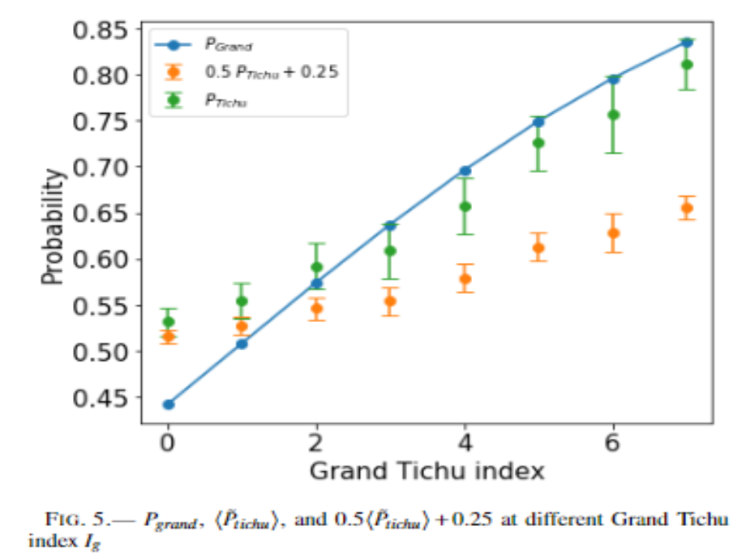 0.85
0.80
0.75
0.70
0.65
0.60
0.55
0.50
0.45
Probability
P_Grand
0.5 P_Tichu + 0.25
P_Tichu
0 2 4 6
Grand Tichu index
FIG. 5.— P_grand, ⟨P̃_tichu⟩, and 0.5⟨P̃_tichu⟩+0.25 at different Grand Tichu
index I_g